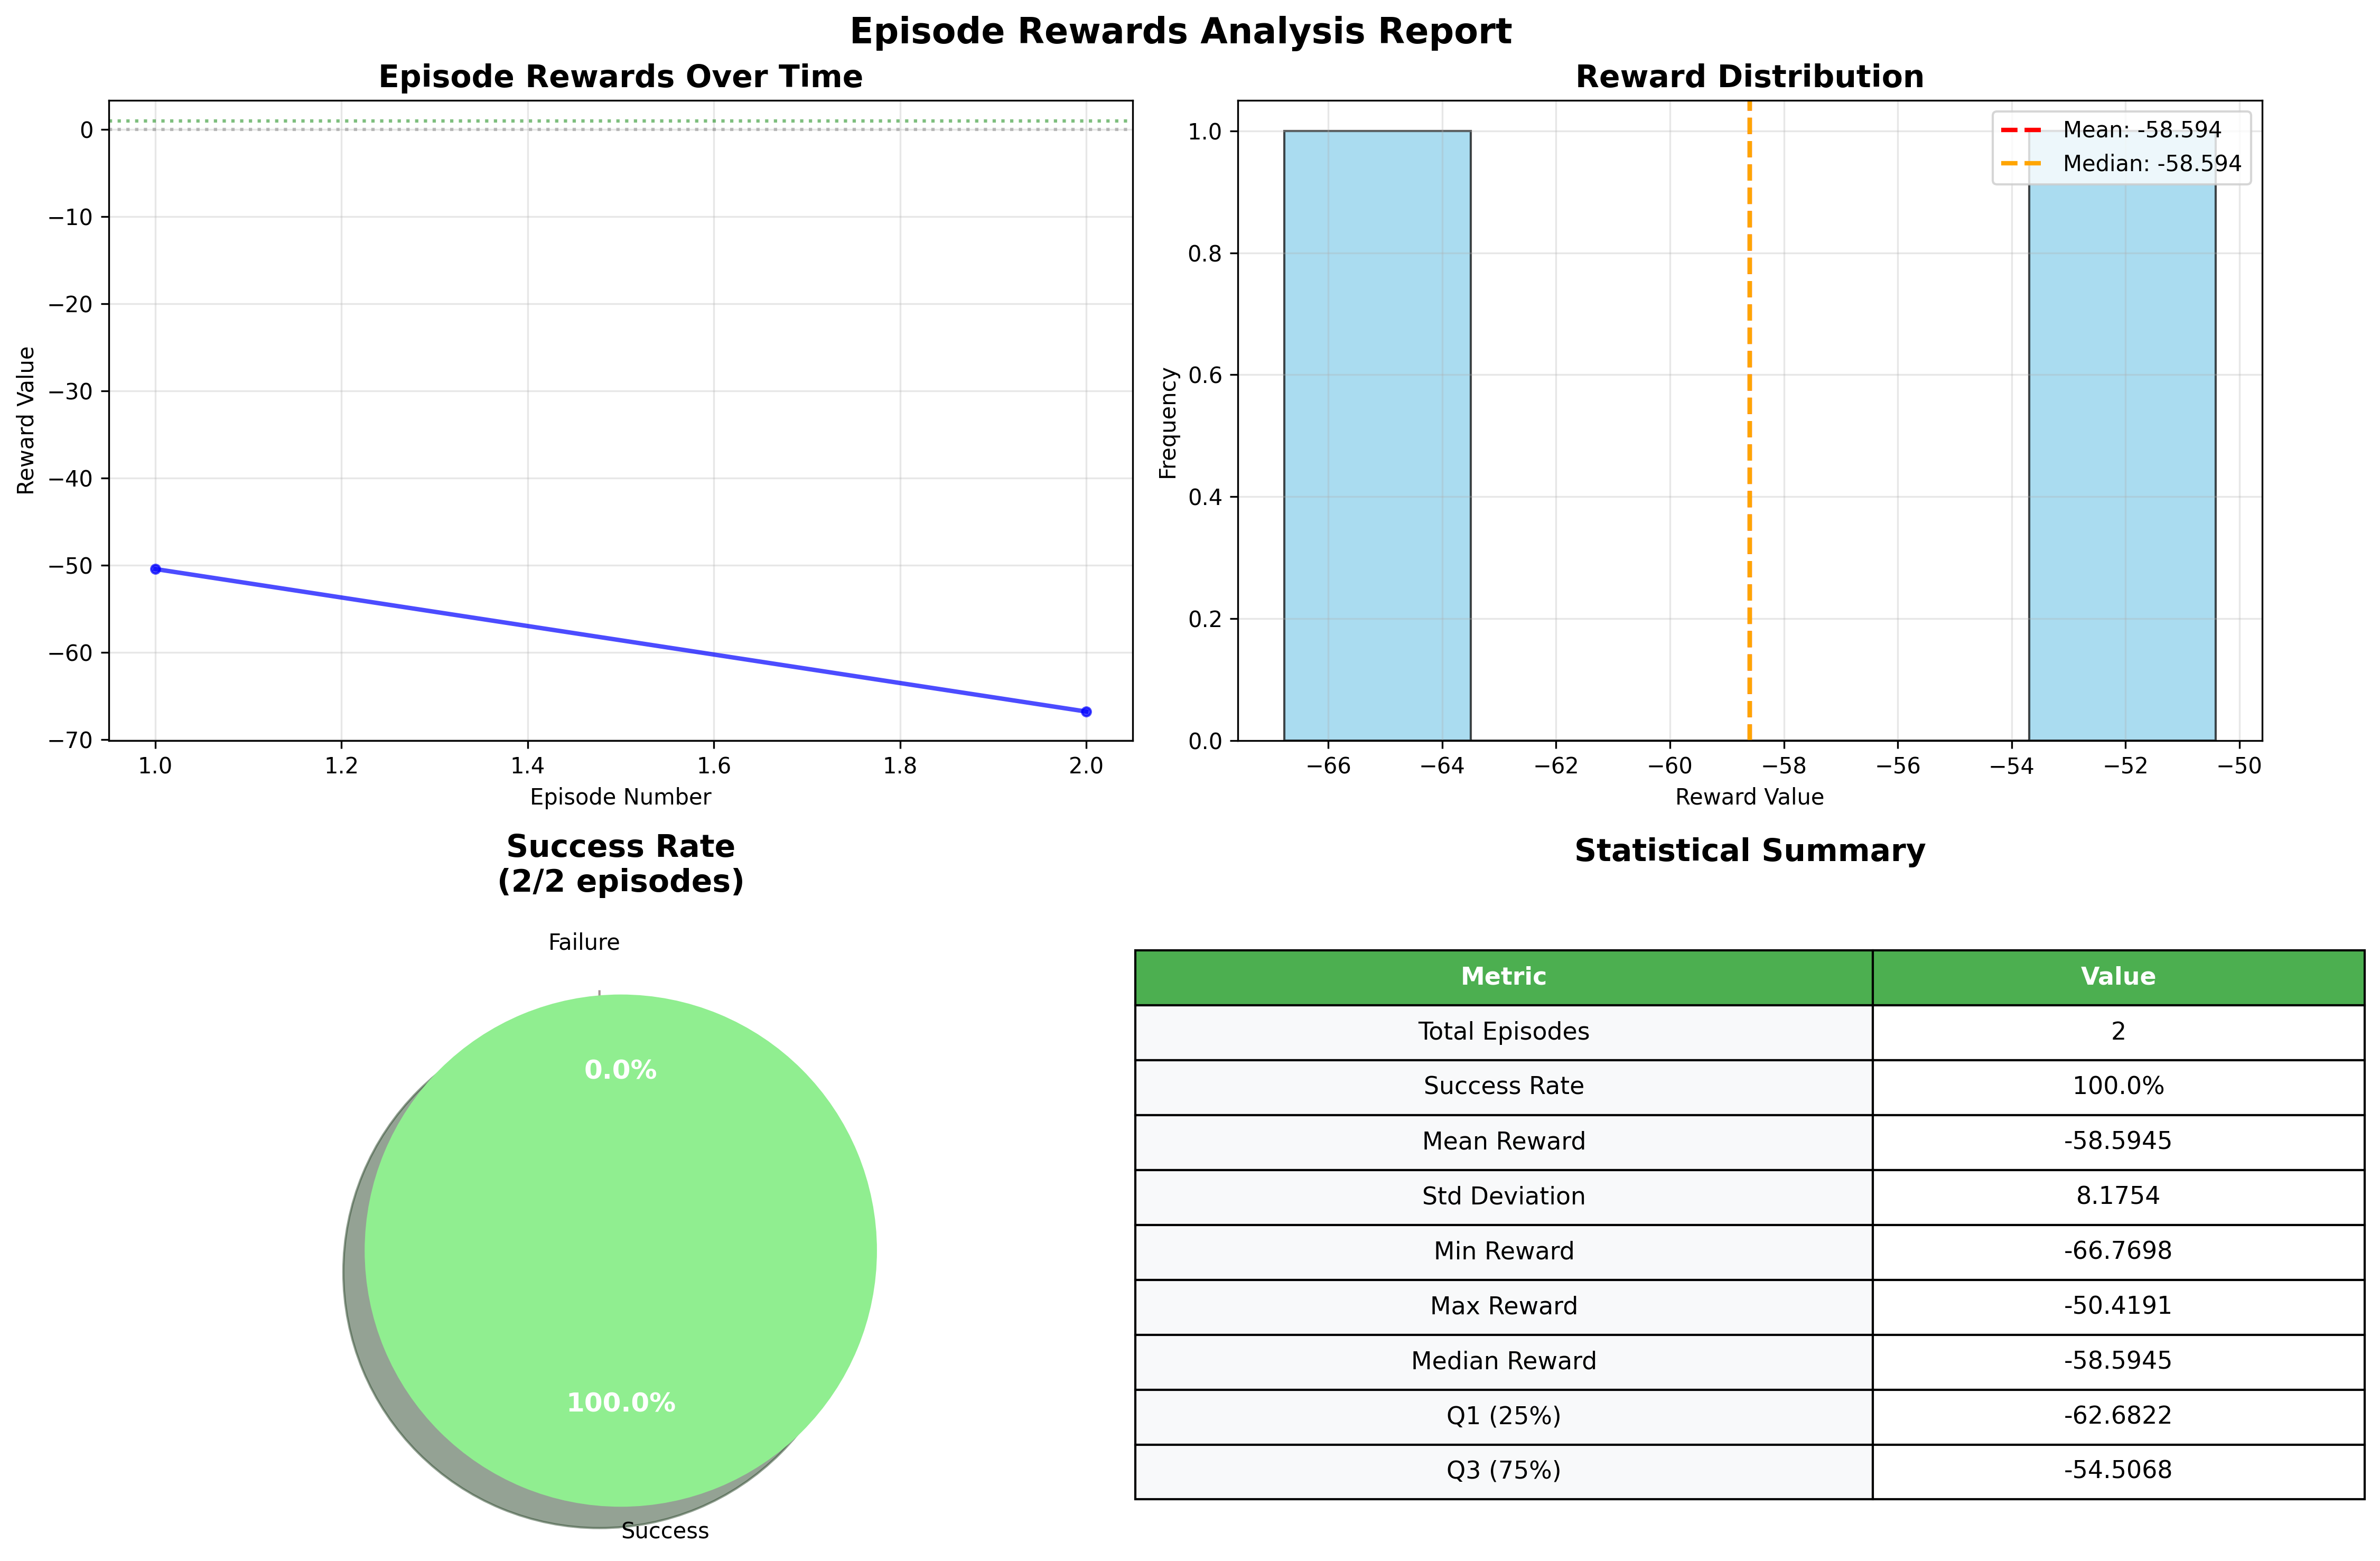 Episode Rewards Analysis Report
Episode Rewards Over Time
Reward Value
0
−10
−20
−30
−40
−50
−60
−70
1.0 1.2 1.4 1.6 1.8 2.0
Episode Number
Reward Distribution
Mean: -58.594
Median: -58.594
Frequency
1.0
0.8
0.6
0.4
0.2
0.0
−66 −64 −62 −60 −58 −56 −54 −52 −50
Reward Value
Success Rate
(2/2 episodes)
Failure
0.0%
100.0%
Success
Statistical Summary
Metric Value
Total Episodes 2
Success Rate 100.0%
Mean Reward -58.5945
Std Deviation 8.1754
Min Reward -66.7698
Max Reward -50.4191
Median Reward -58.5945
Q1 (25%) -62.6822
Q3 (75%) -54.5068